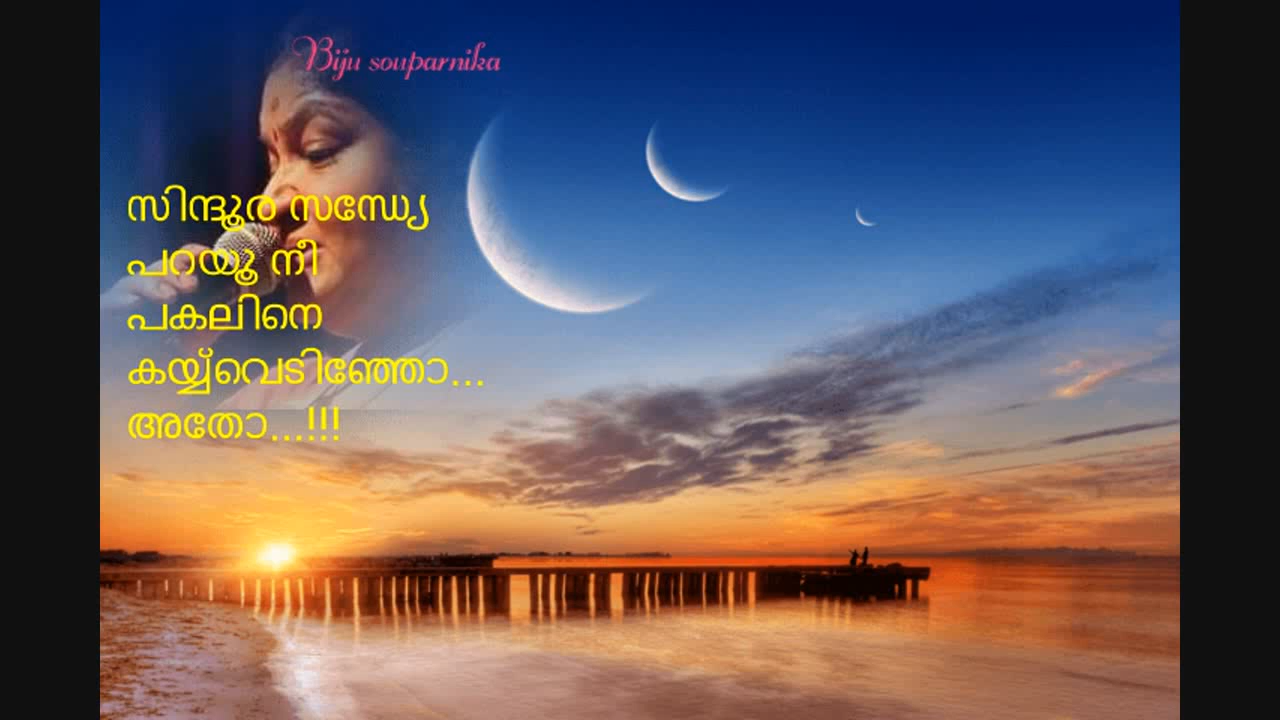 Biju souparnika
സിന്ദൂര സന്ധ്യേ
പറയൂ നീ
പകലിനെ
കയ്യ്‌വെടിഞ്ഞോ...
അതോ...!!!